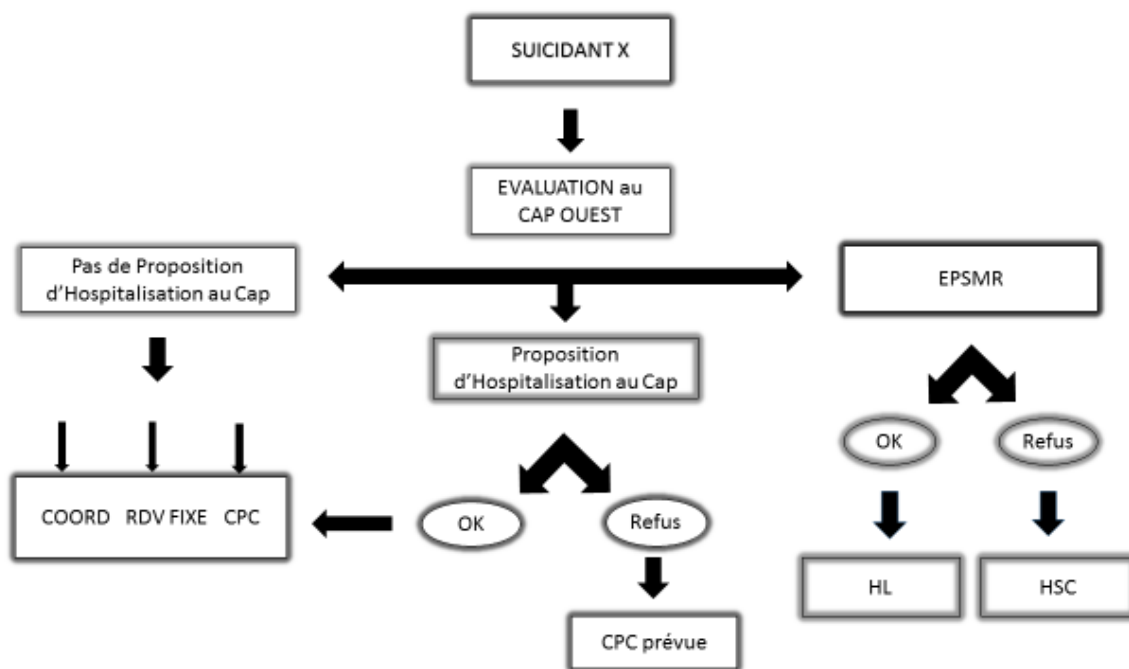 SUICIDANT X
EVALUATION au
CAP OUEST
Pas de Proposition
d'Hospitalisation au Cap
EPSMR
Proposition
d'Hospitalisation au Cap
OK
Refus
COORD RDV FIXE CPC
OK
Refus
HL
HSC
CPC prévue